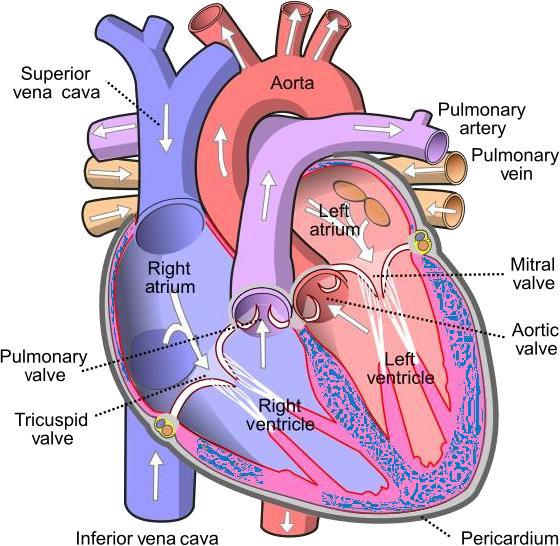 Aorta
Superior
vena cava
Pulmonary
artery
Pulmonary
vein
Left
atrium
Right
atrium
Mitral
valve
Aortic
valve
Pulmonary
valve
Left
ventricle
Right
ventricle
Tricuspid
valve
Inferior vena cava
Pericardium